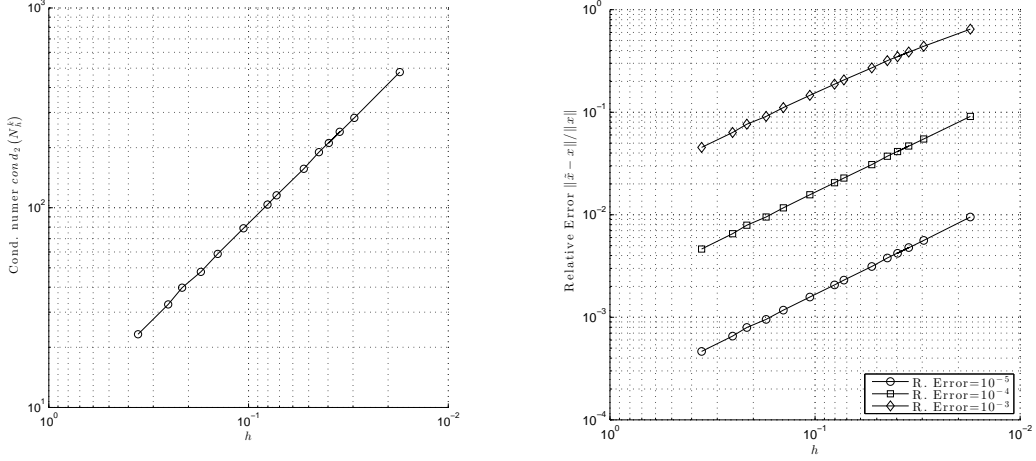 10^3
10^2
10^1
10^0
10^-1
10^-2
h
Cond. numer cond_2(N_h^k)
10^0
10^-1
10^-2
10^-3
10^-4
10^0
10^-1
10^-2
h
Relative Error ‖x̃ − x‖/‖x‖
R. Error=10^-5
R. Error=10^-4
R. Error=10^-3